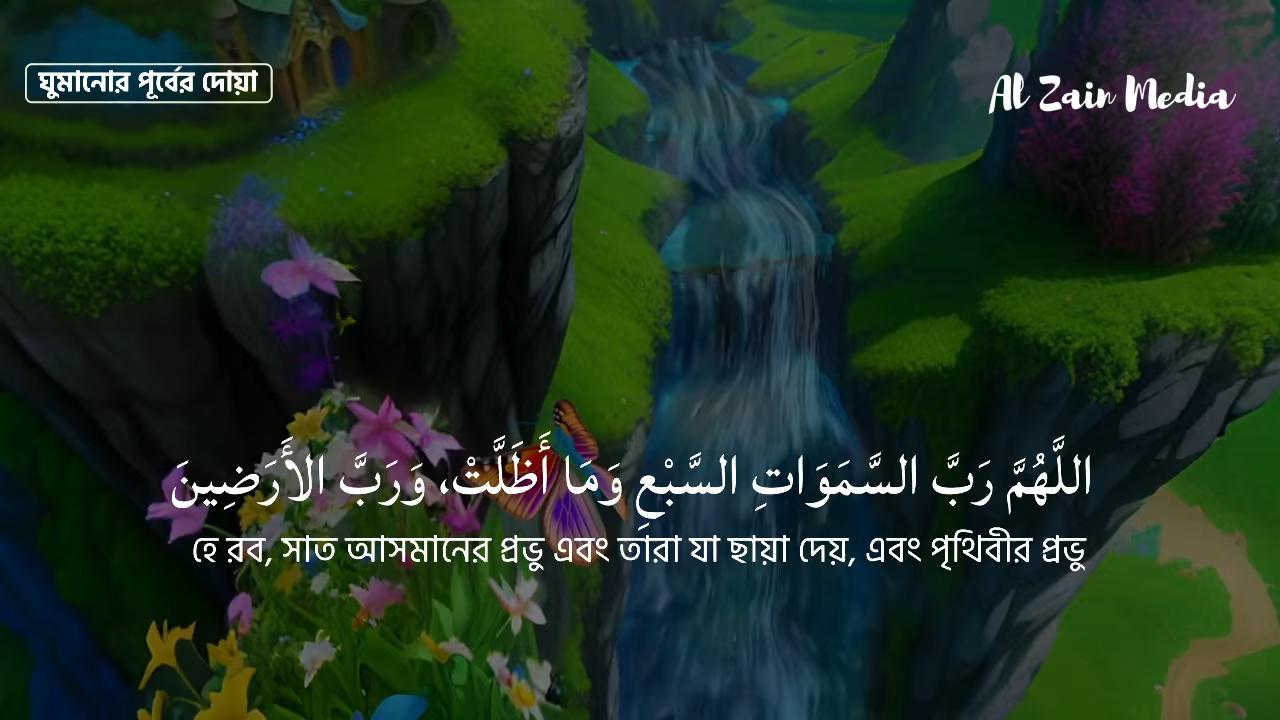 ঘুমানোর পূর্বের দোয়া
Al Zain Media
اللَّهُمَّ رَبَّ السَّمَوَاتِ السَّبْعِ وَمَا أَظَلَّتْ، وَرَبَّ الأَرَضِينَ
হে রব, সাত আসমানের প্রভু এবং তারা যা ছায়া দেয়, এবং পৃথিবীর প্রভু